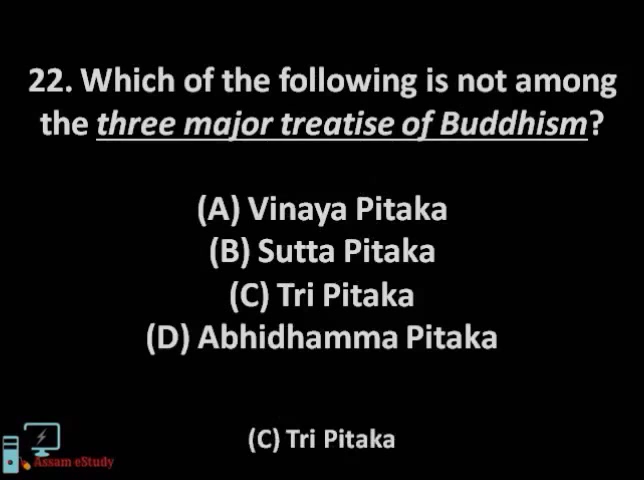 22. Which of the following is not among
the three major treatise of Buddhism?
(A) Vinaya Pitaka
(B) Sutta Pitaka
(C) Tri Pitaka
(D) Abhidhamma Pitaka
(C) Tri Pitaka
Assam eStudy